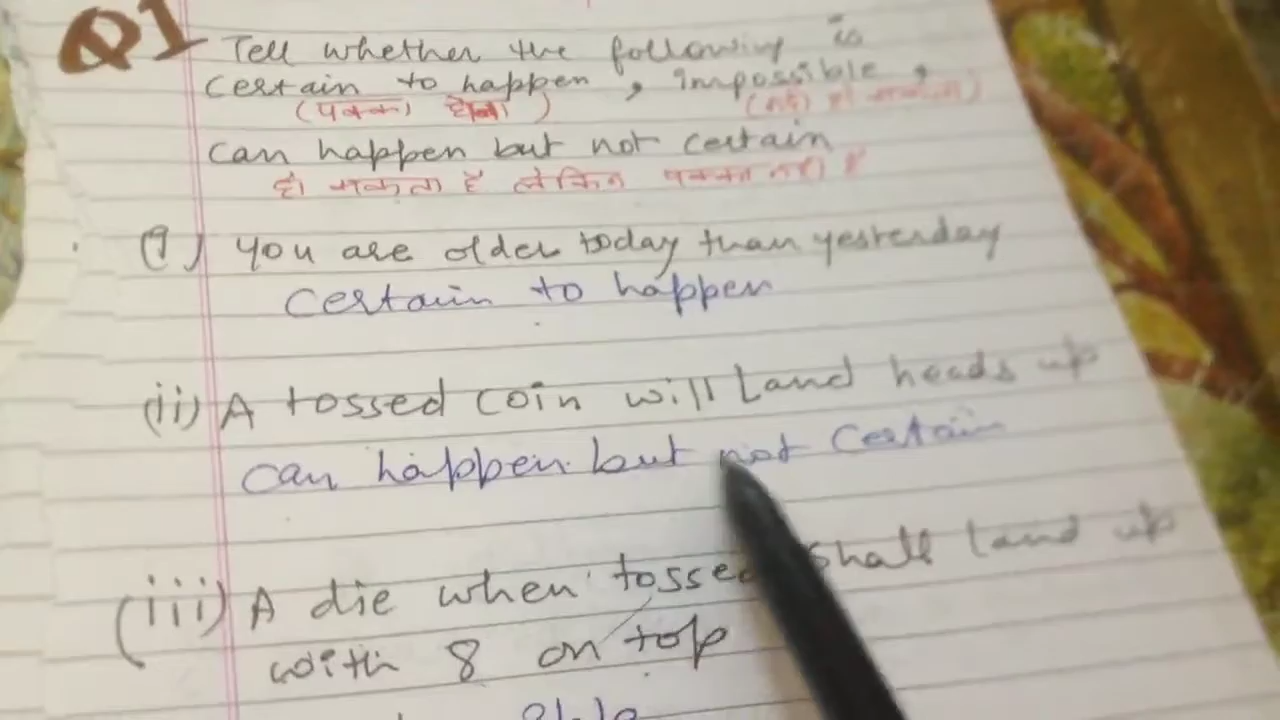 Q1 Tell whether the following is
certain to happen, impossible,
(पक्का होना) (नही हो सकता)
can happen but not certain
हो सकता है लेकिन पक्का नही है
(i) you are older today than yesterday
certain to happen
(ii) A tossed coin will land heads up
can happen but not certain
(iii) A die when tossed shall land up
with 8 on top